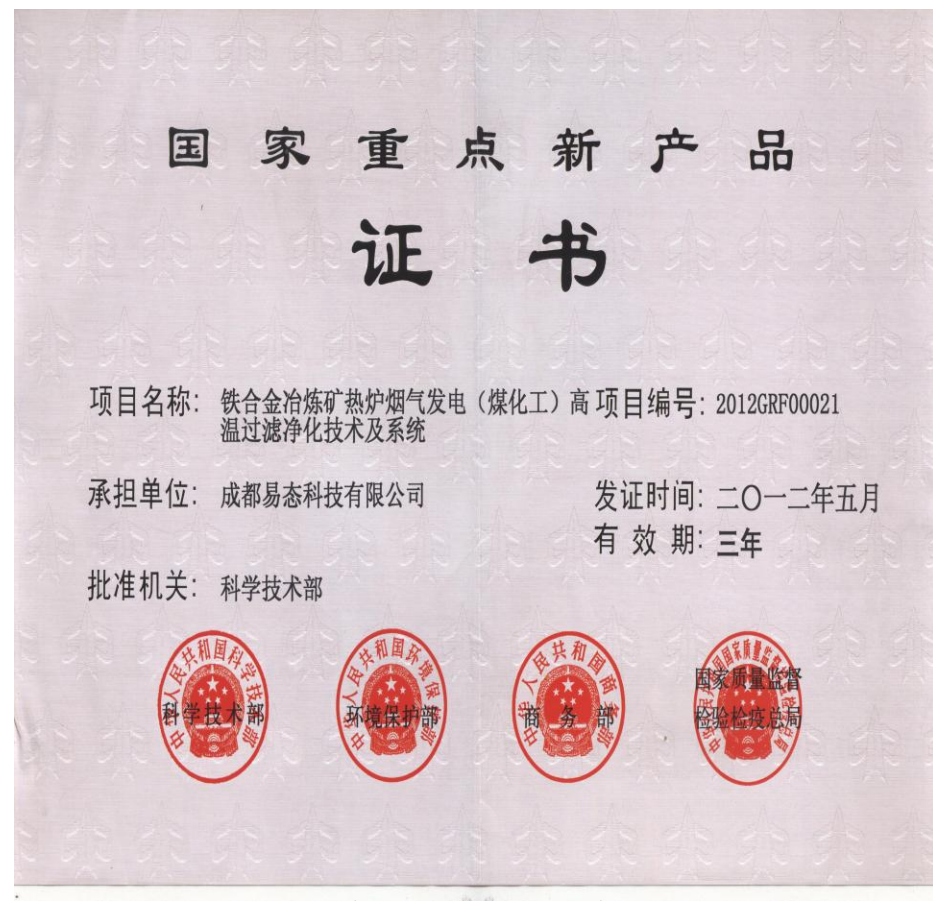 国家重点新产品
证书
项目名称：铁合金冶炼矿热炉烟气发电（煤化工）高温过滤净化技术及系统
项目编号：2012GRF00021
承担单位：成都易态科技有限公司
发证时间：二〇一二年五月
有效期：三年
批准机关：科学技术部
中华人民共和国科学技术部
科学技术部
中华人民共和国环境保护部
环境保护部
中华人民共和国商务部
商务部
国家质量监督
检验检疫总局